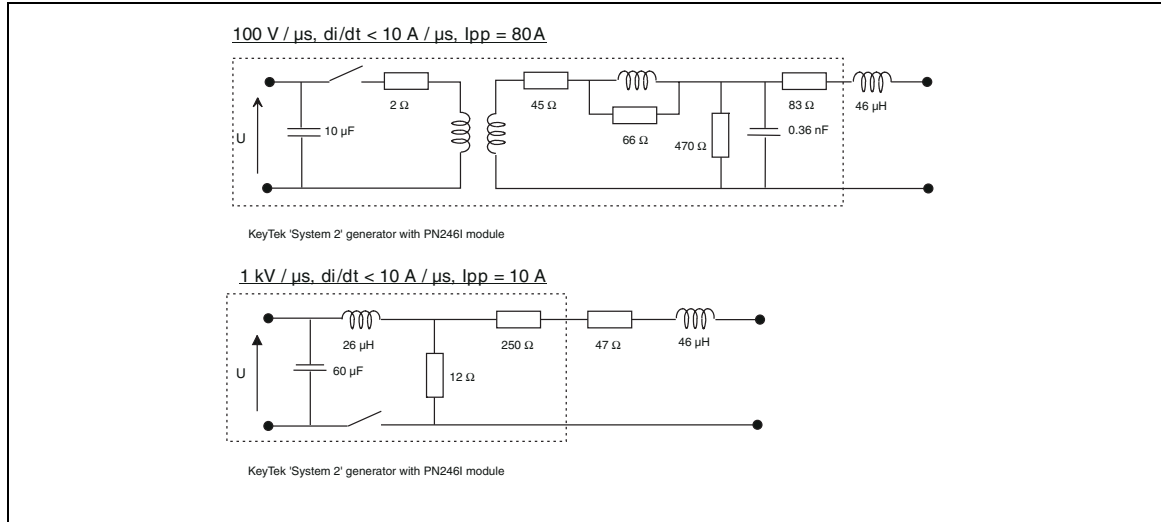 100 V / µs, di/dt < 10 A / µs, Ipp = 80A
U
10 µF
2 Ω
45 Ω
66 Ω
470 Ω
83 Ω
0.36 nF
46 µH
KeyTek 'System 2' generator with PN246I module
1 kV / µs, di/dt < 10 A / µs, Ipp = 10 A
U
60 µF
26 µH
12 Ω
250 Ω
47 Ω
46 µH
KeyTek 'System 2' generator with PN246I module